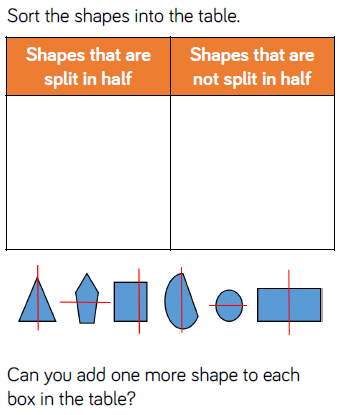 Sort the shapes into the table.
Shapes that are
split in half
Shapes that are
not split in half
Can you add one more shape to each
box in the table?